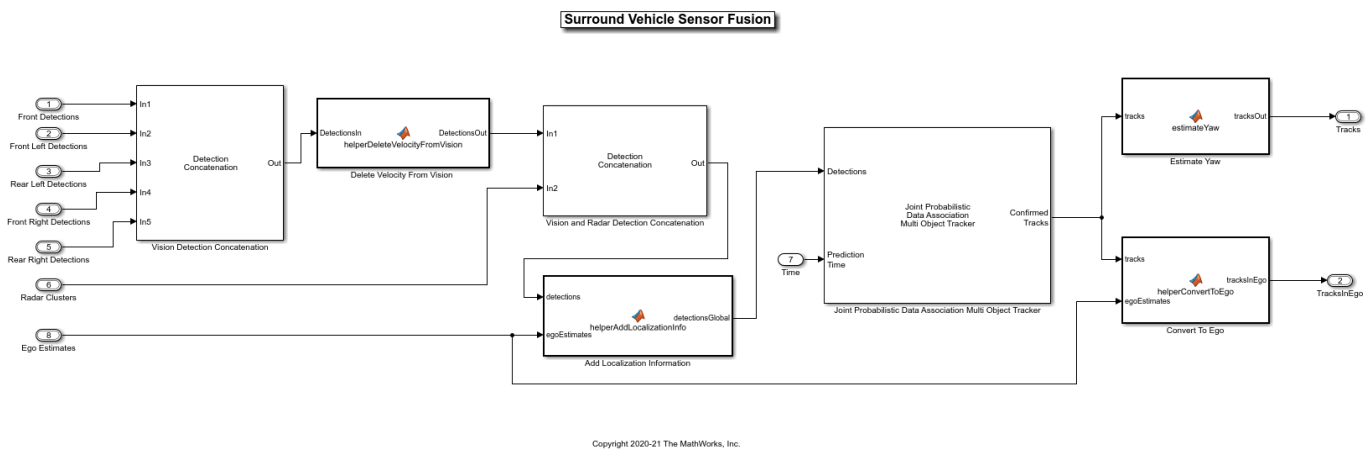 Surround Vehicle Sensor Fusion
1
Front Detections
2
Front Left Detections
3
Rear Left Detections
4
Front Right Detections
5
Rear Right Detections
6
Radar Clusters
8
Ego Estimates
In1
In2
In3
In4
In5
Detection
Concatenation
Out
Vision Detection Concatenation
DetectionsIn
DetectionsOut
helperDeleteVelocityFromVision
Delete Velocity From Vision
In1
In2
Detection
Concatenation
Out
Vision and Radar Detection Concatenation
detections
egoEstimates
helperAddLocalizationInfo
detectionsGlobal
Add Localization Information
7
Time
Detections
Prediction
Time
Joint Probabilistic
Data Association
Multi Object Tracker
Confirmed
Tracks
Joint Probabilistic Data Association Multi Object Tracker
tracks
estimateYaw
tracksOut
Estimate Yaw
1
Tracks
tracks
egoEstimates
helperConvertToEgo
tracksInEgo
Convert To Ego
2
TracksInEgo
Copyright 2020-21 The MathWorks, Inc.